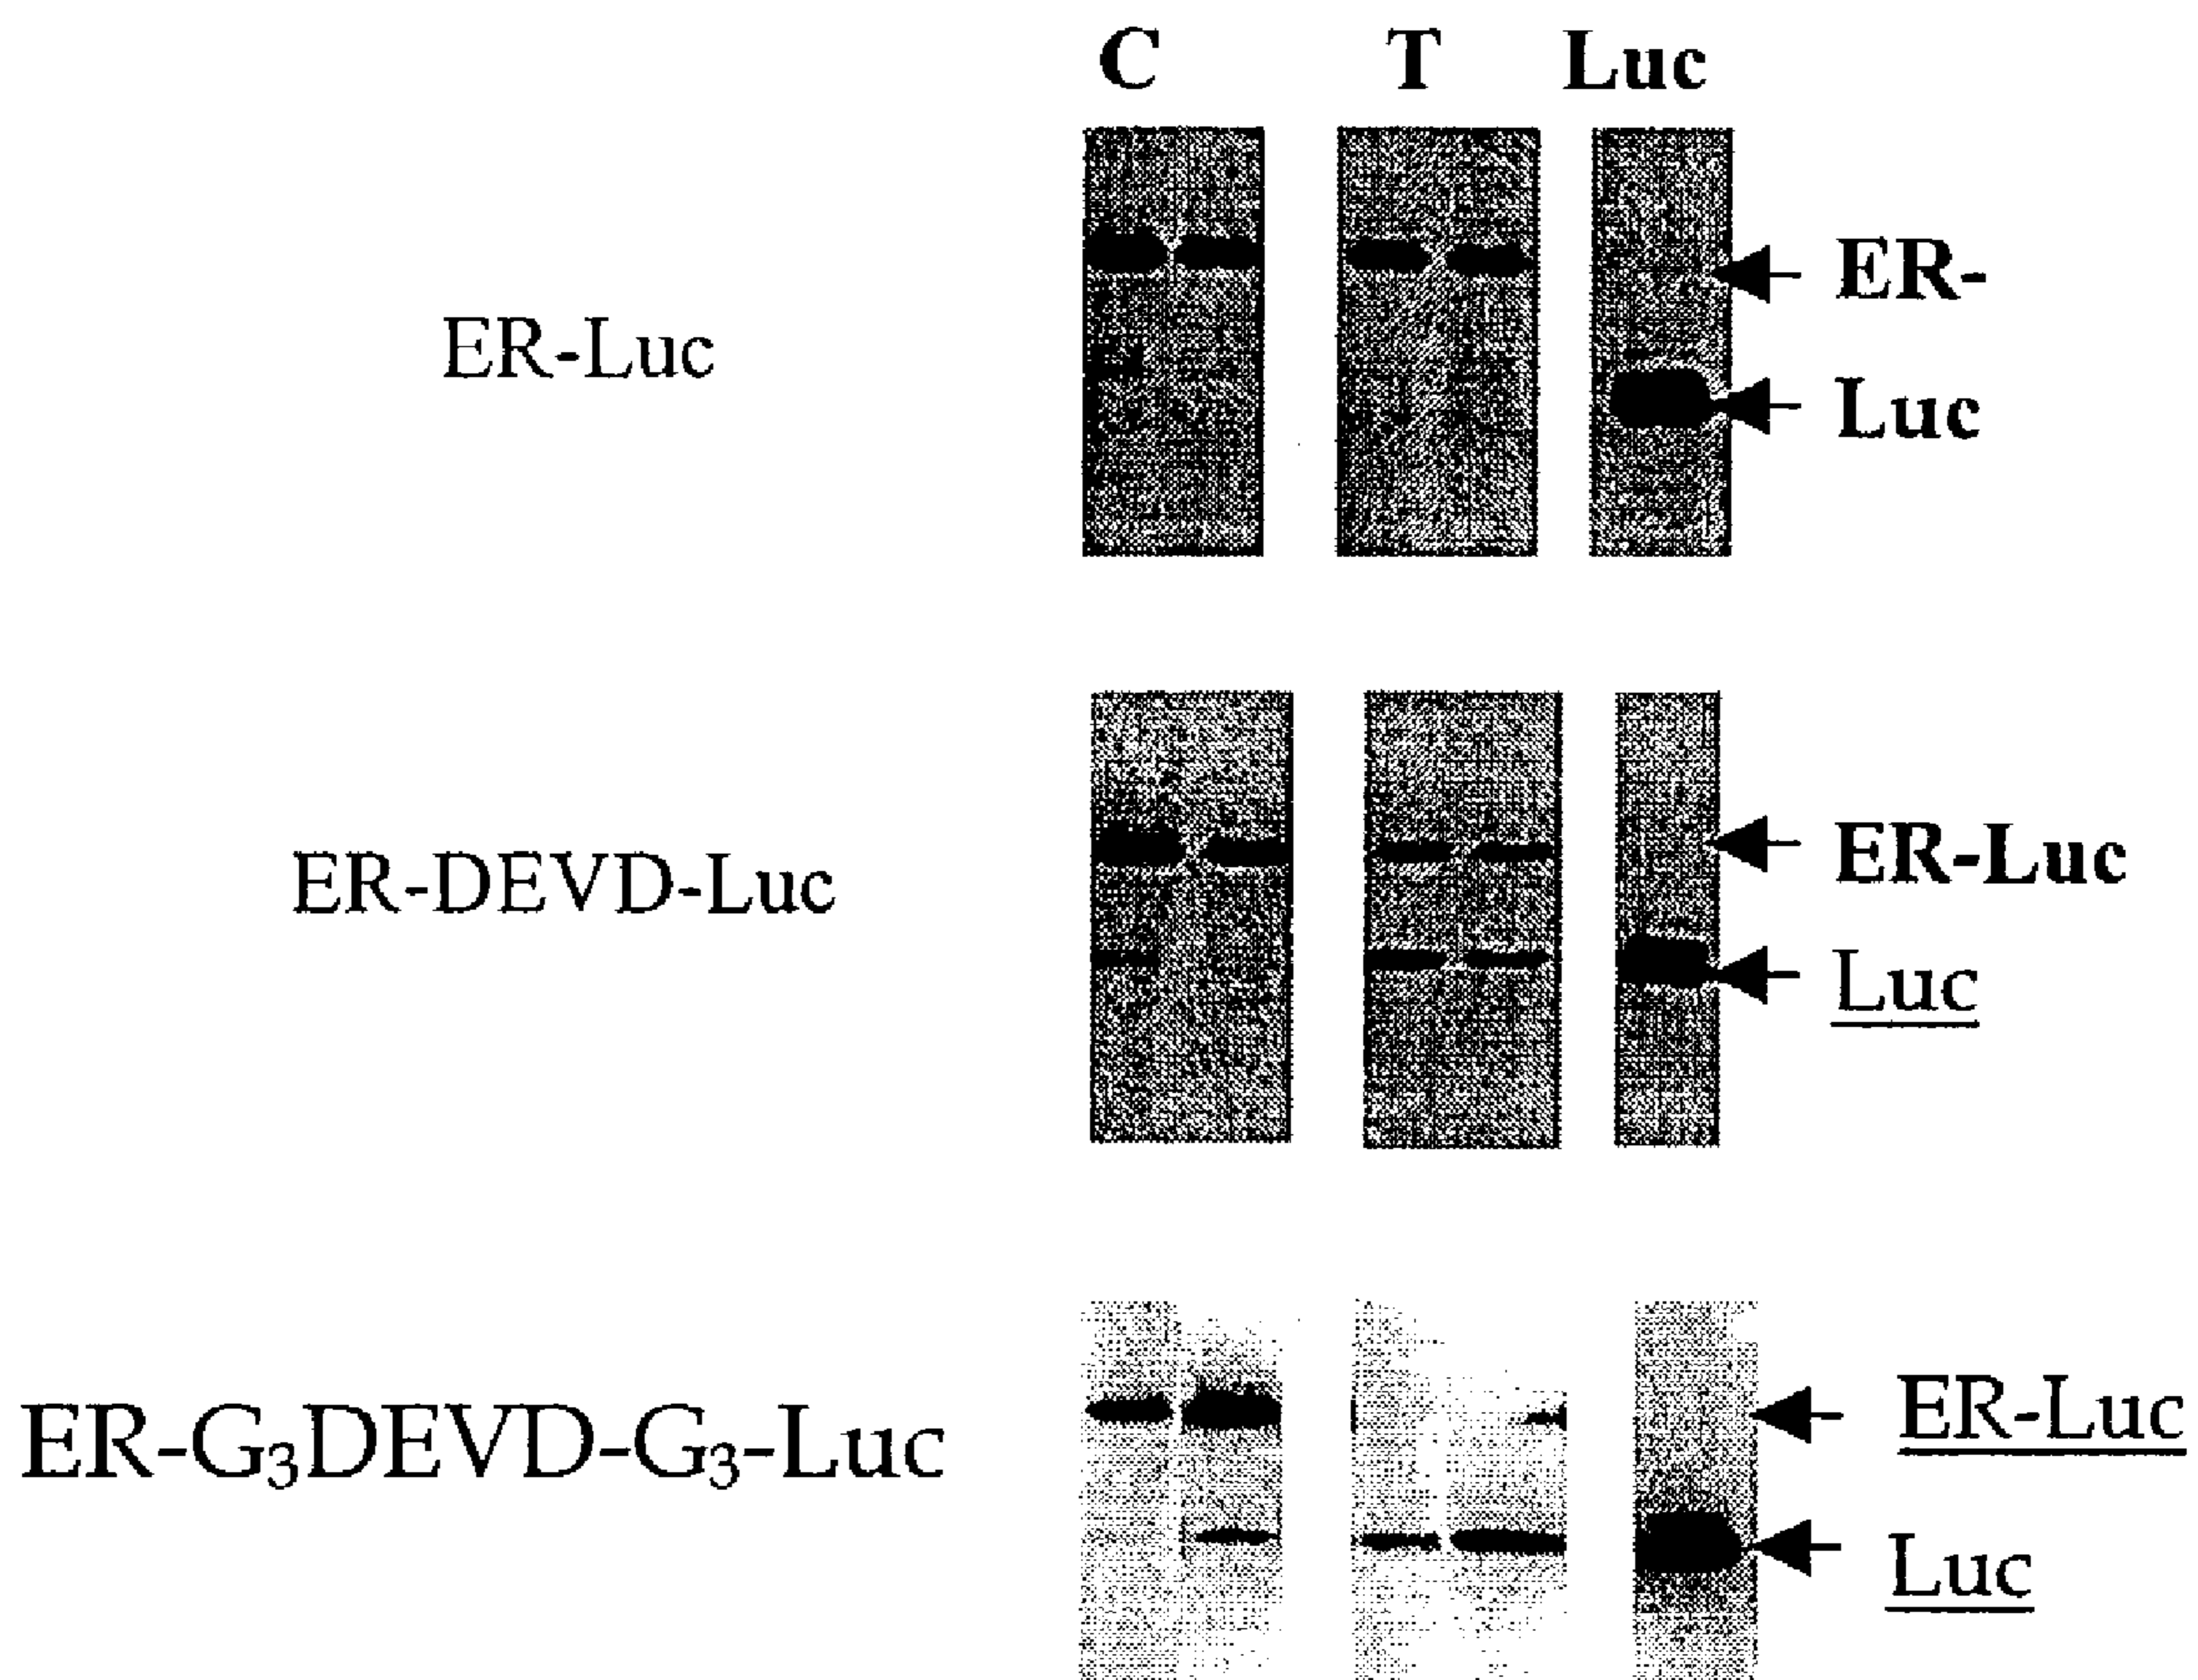 C T Luc
ER-Luc
ER-
Luc
ER-DEVD-Luc
ER-Luc
Luc
ER-G₃DEVD-G₃-Luc
ER-Luc
Luc